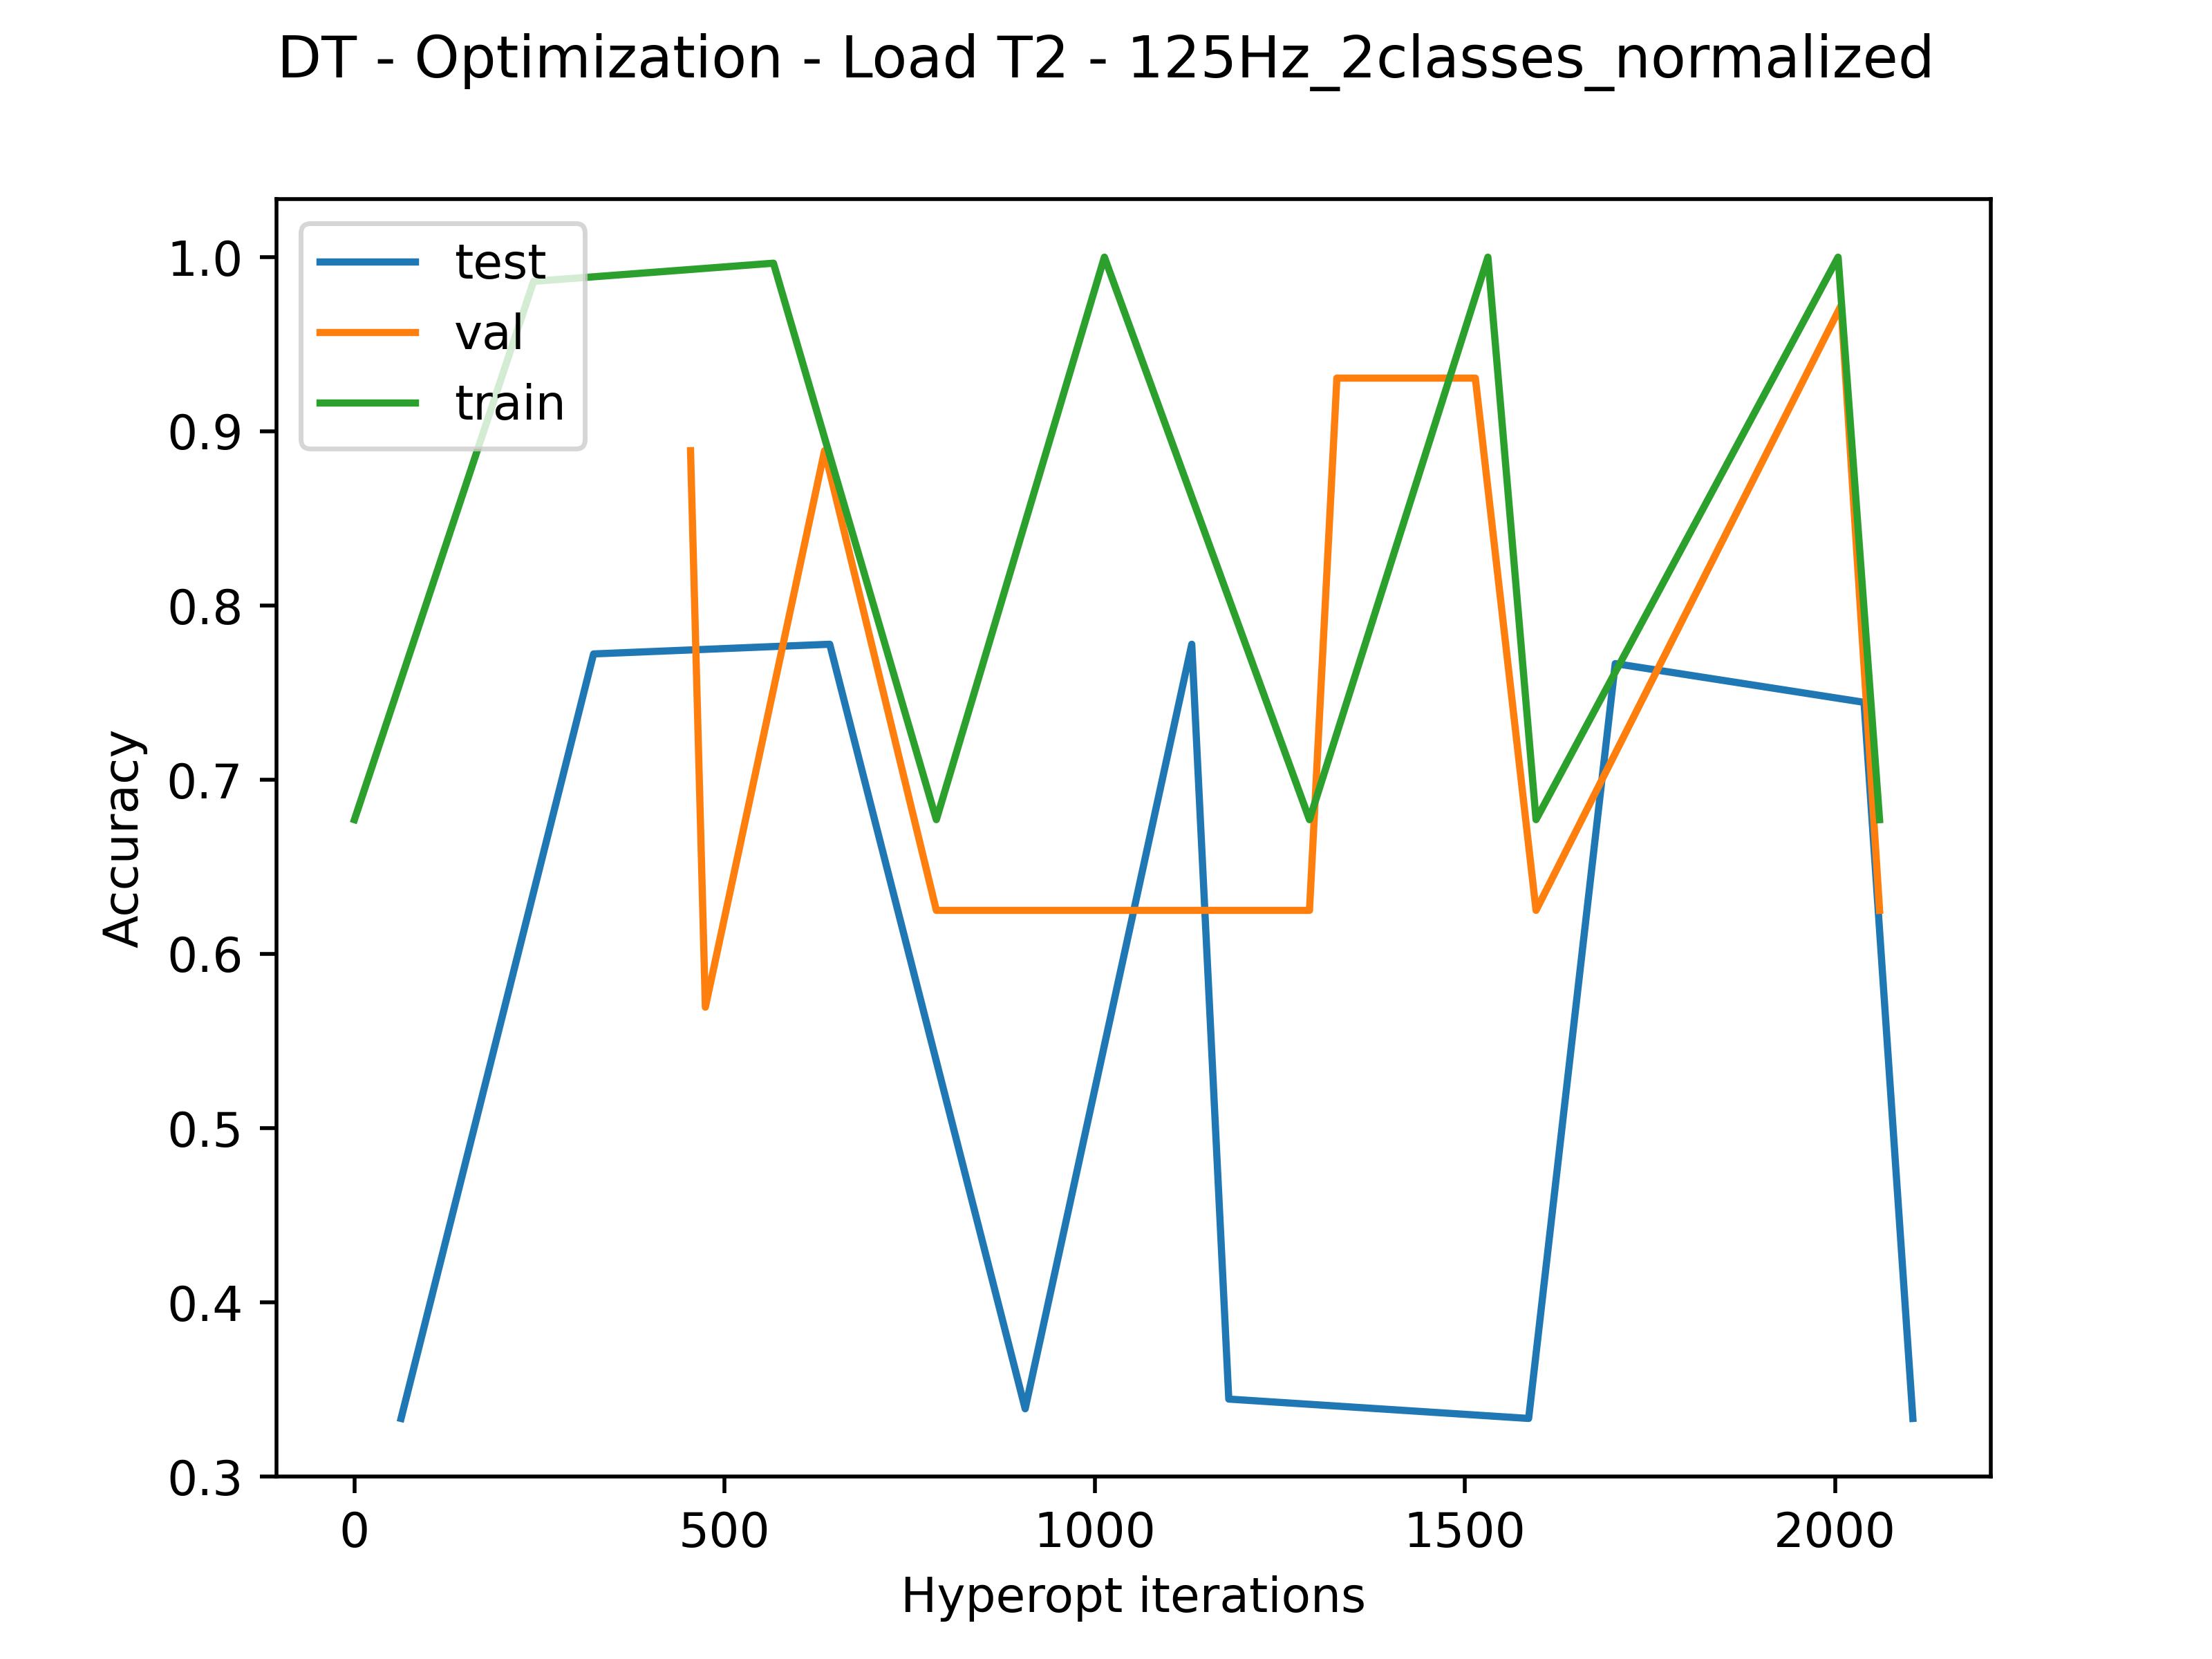 DT - Optimization - Load T2 - 125Hz_2classes_normalized
test
val
train
1.0
0.9
0.8
0.7
0.6
0.5
0.4
0.3
Accuracy
0 500 1000 1500 2000
Hyperopt iterations